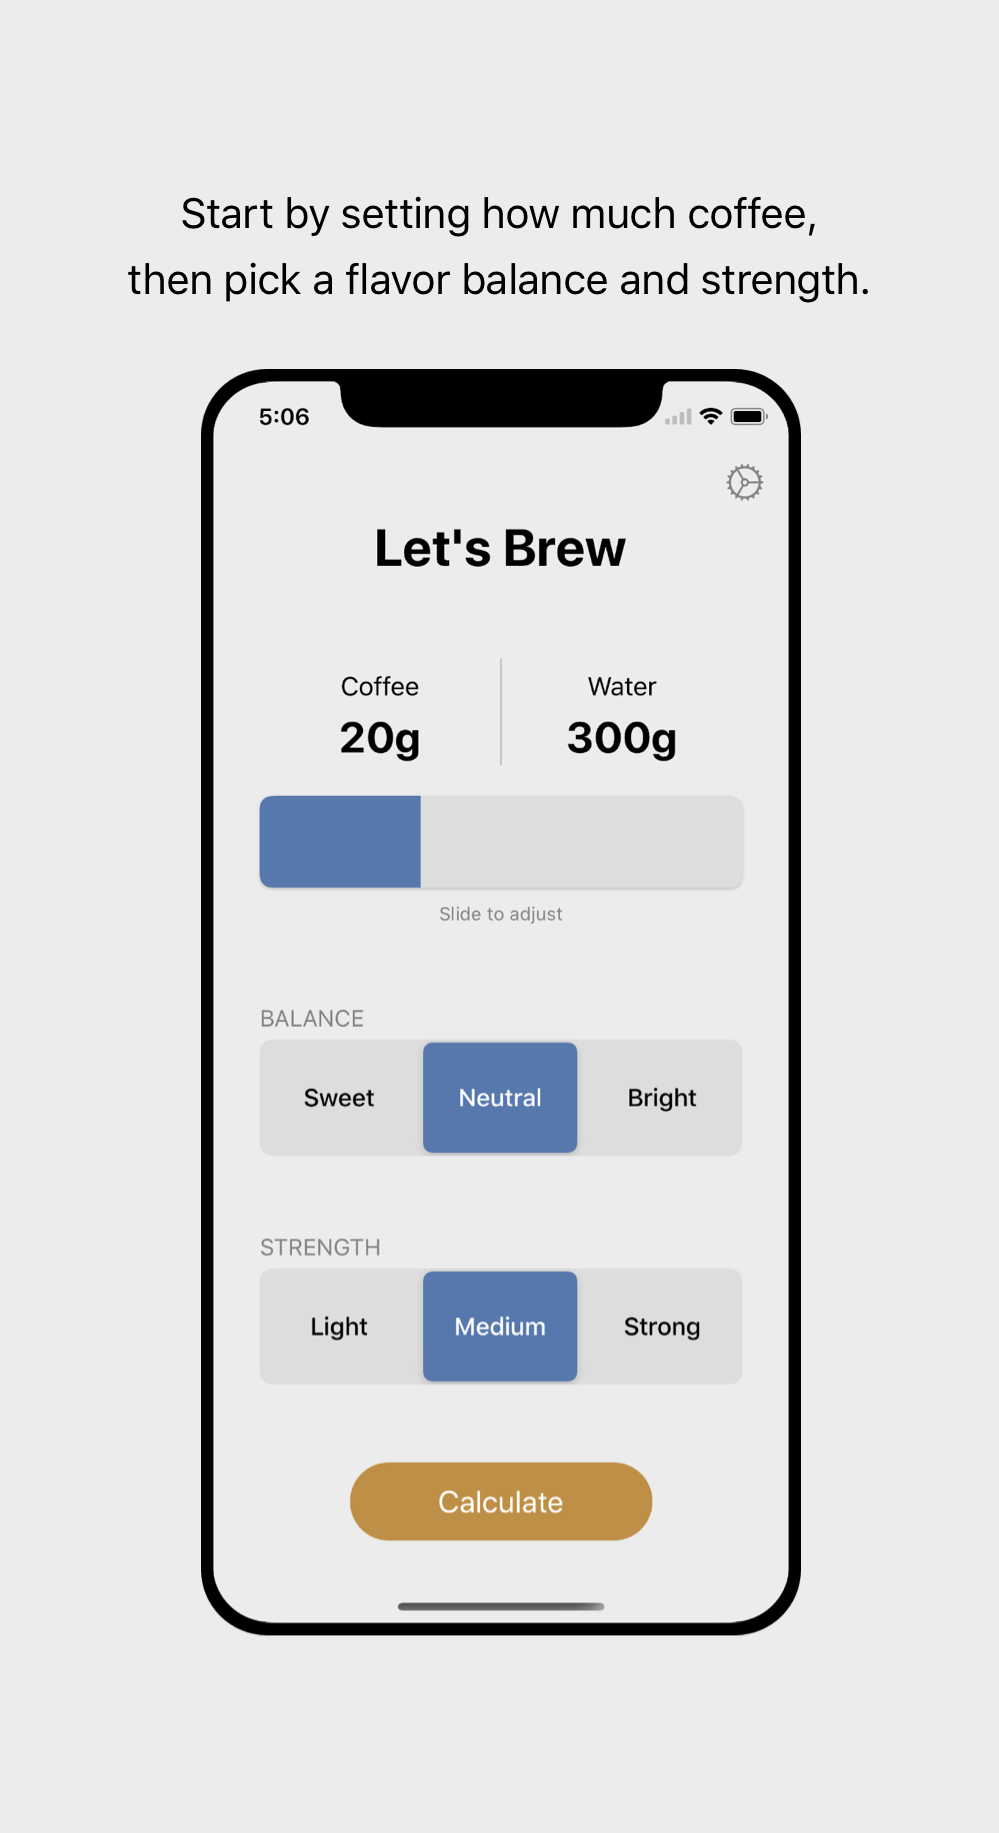 Start by setting how much coffee,
then pick a flavor balance and strength.
5:06
Let's Brew
Coffee
Water
20g
300g
Slide to adjust
BALANCE
Sweet
Neutral
Bright
STRENGTH
Light
Medium
Strong
Calculate